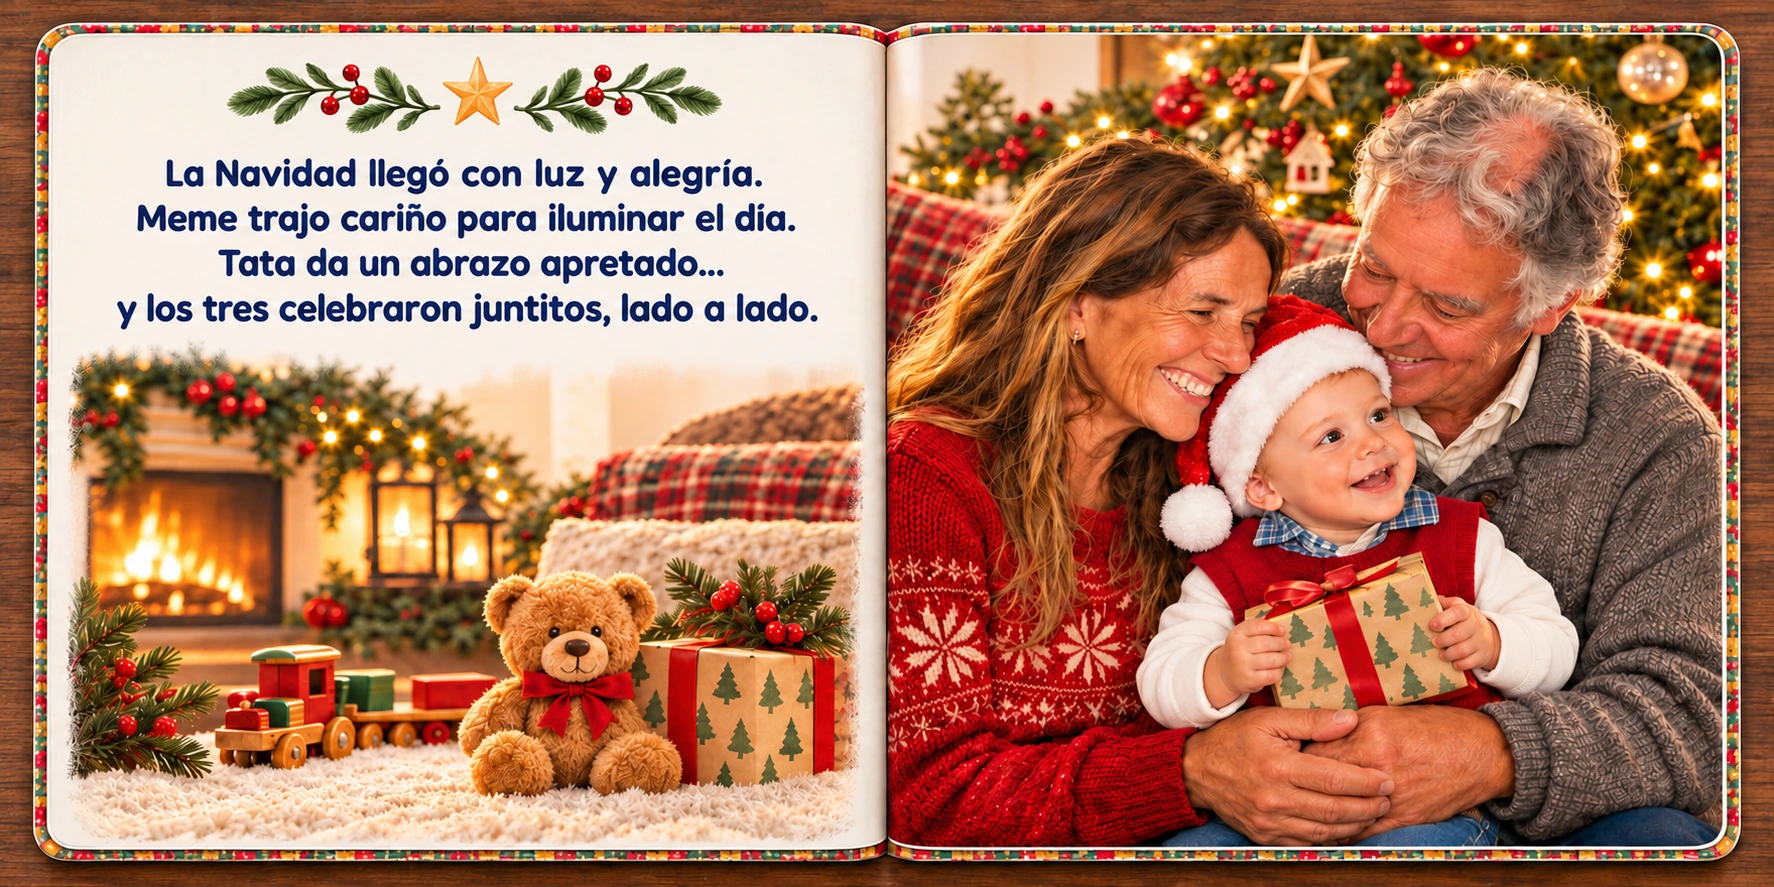 La Navidad llegó con luz y alegría.
Meme trajo cariño para iluminar el día.
Tata da un abrazo apretado...
y los tres celebraron juntitos, lado a lado.